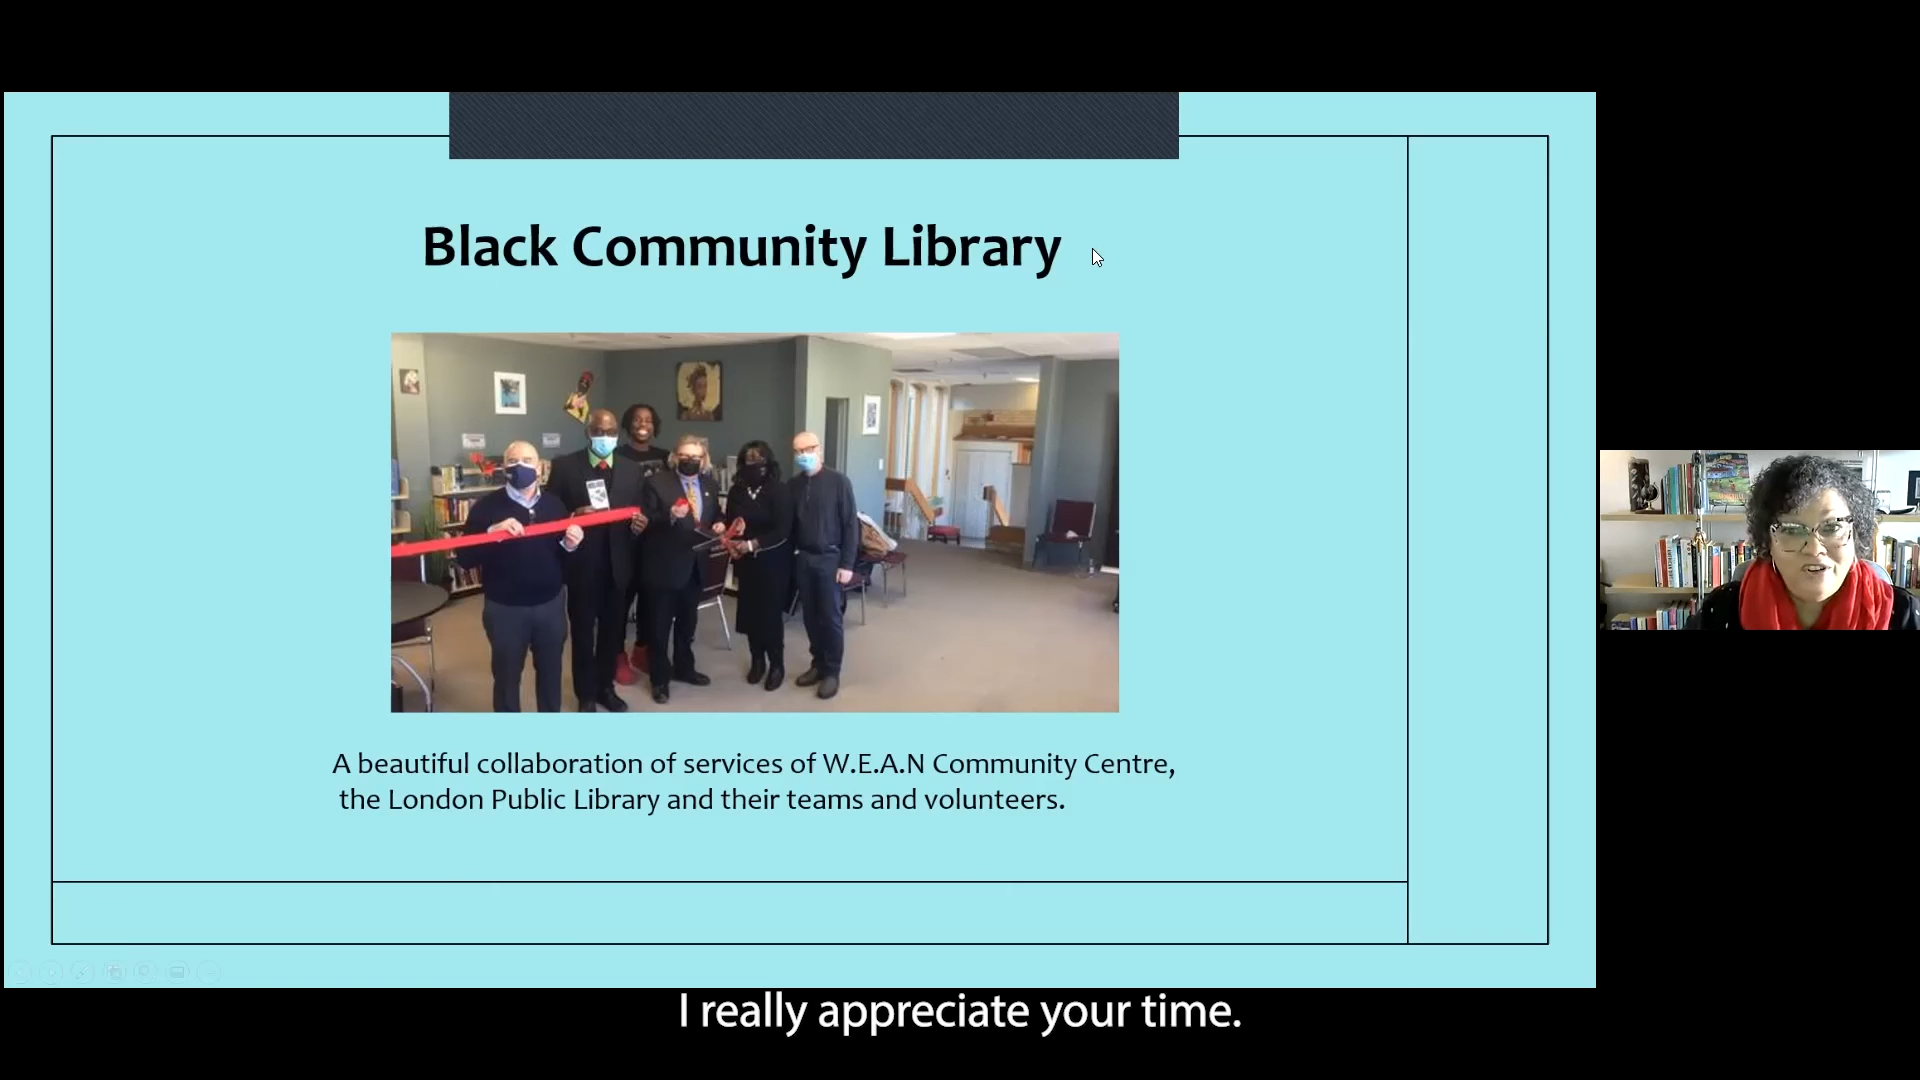 Black Community Library
A beautiful collaboration of services of W.E.A.N Community Centre,
the London Public Library and their teams and volunteers.
I really appreciate your time.